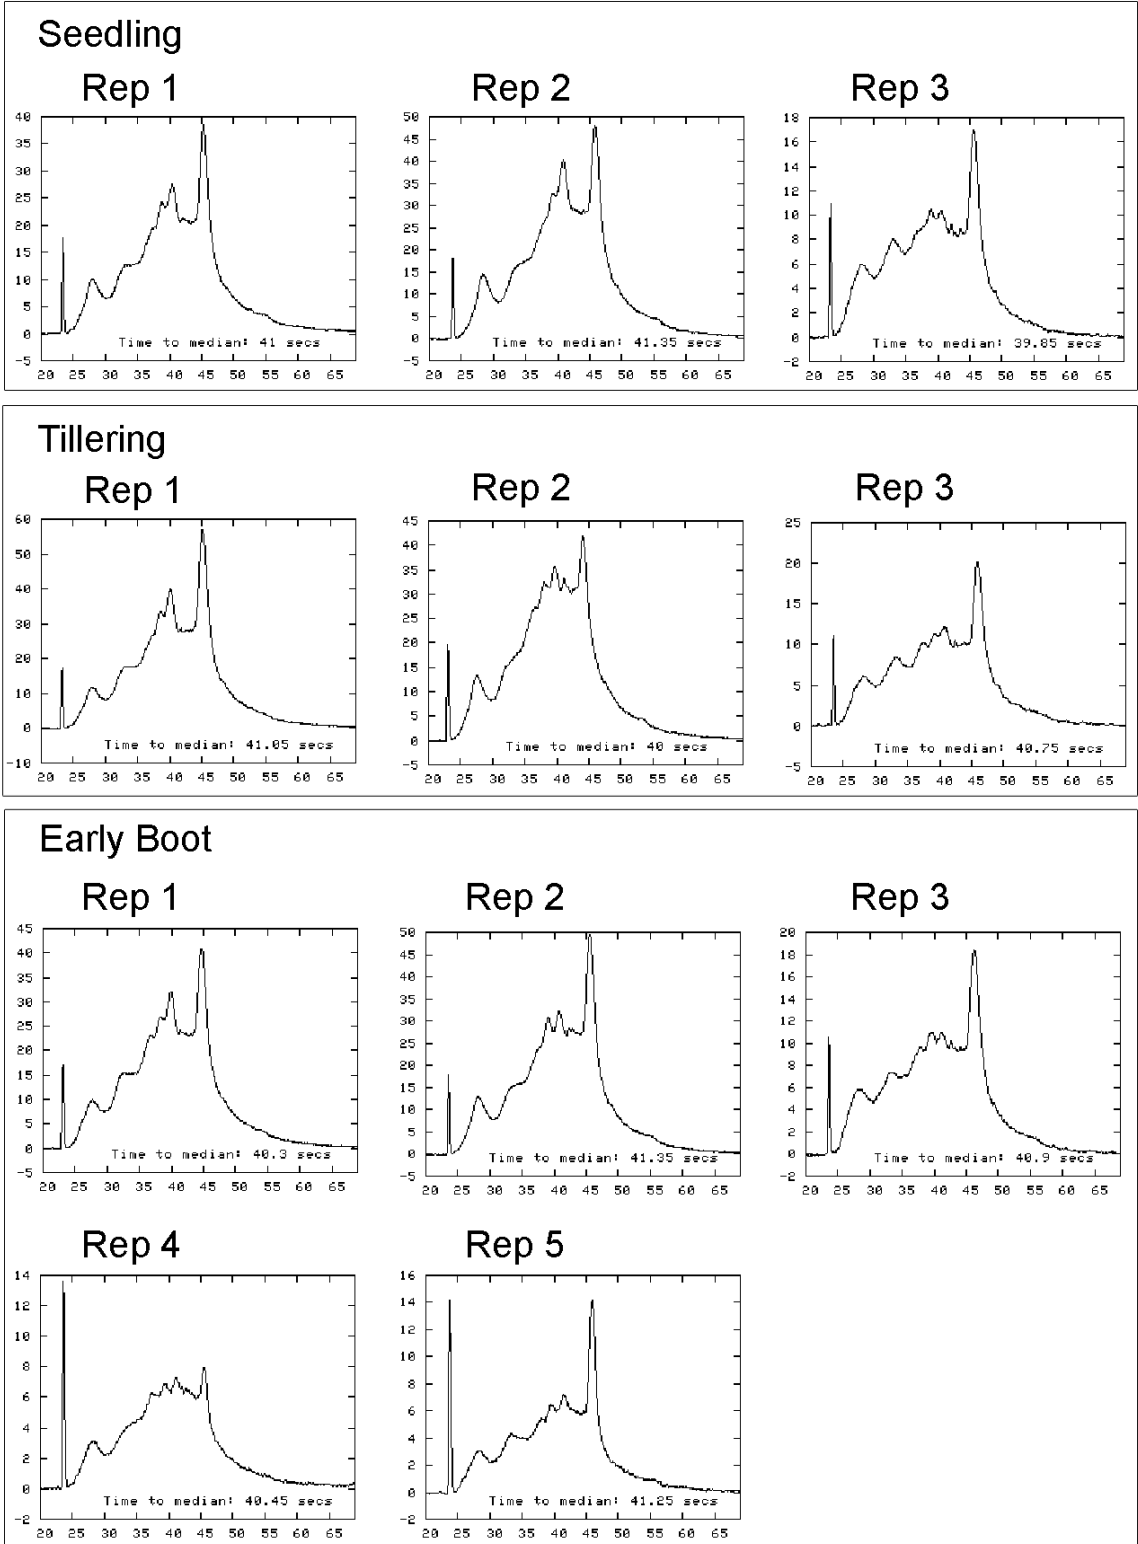 Seedling
Rep 1 Rep 2 Rep 3
40 35 30 25 20 15 10 5 0 -5
Time to median: 41 secs
20 25 30 35 40 45 50 55 60 65
50 45 40 35 30 25 20 15 10 5 0 -5
Time to median: 41.35 secs
20 25 30 35 40 45 50 55 60 65
18 16 14 12 10 8 6 4 2 0 -2
Time to median: 39.85 secs
20 25 30 35 40 45 50 55 60 65
Tillering
Rep 1 Rep 2 Rep 3
60 50 40 30 20 10 0 -10
Time to median: 41.05 secs
20 25 30 35 40 45 50 55 60 65
45 40 35 30 25 20 15 10 5 0 -5
Time to median: 40 secs
20 25 30 35 40 45 50 55 60 65
25 20 15 10 5 0 -5
Time to median: 40.75 secs
20 25 30 35 40 45 50 55 60 65
Early Boot
Rep 1 Rep 2 Rep 3
45 40 35 30 25 20 15 10 5 0 -5
Time to median: 40.3 secs
20 25 30 35 40 45 50 55 60 65
50 45 40 35 30 25 20 15 10 5 0 -5
Time to median: 41.35 secs
20 25 30 35 40 45 50 55 60 65
20 18 16 14 12 10 8 6 4 2 0 -2
Time to median: 40.9 secs
20 25 30 35 40 45 50 55 60 65
Rep 4 Rep 5
14 12 10 8 6 4 2 0 -2
Time to median: 40.45 secs
20 25 30 35 40 45 50 55 60 65
16 14 12 10 8 6 4 2 0 -2
Time to median: 41.25 secs
20 25 30 35 40 45 50 55 60 65